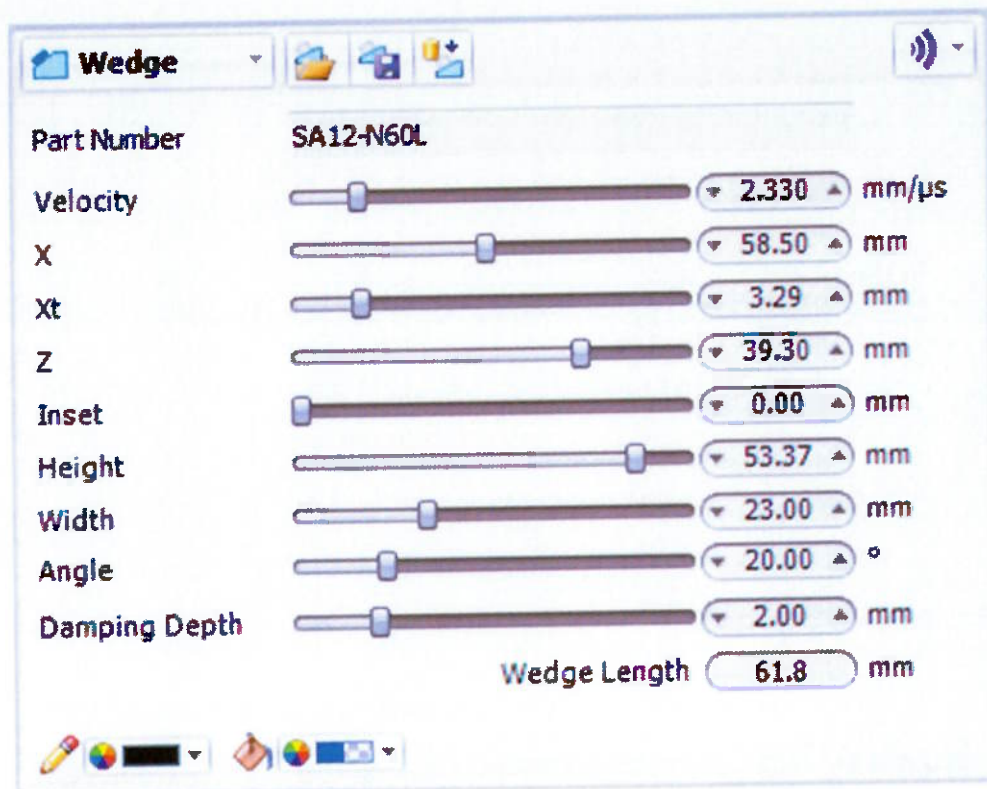 Wedge
Part Number SA12-N60L
Velocity 2.330 mm/µs
X 58.50 mm
Xt 3.29 mm
Z 39.30 mm
Inset 0.00 mm
Height 53.37 mm
Width 23.00 mm
Angle 20.00 °
Damping Depth 2.00 mm
Wedge Length 61.8 mm